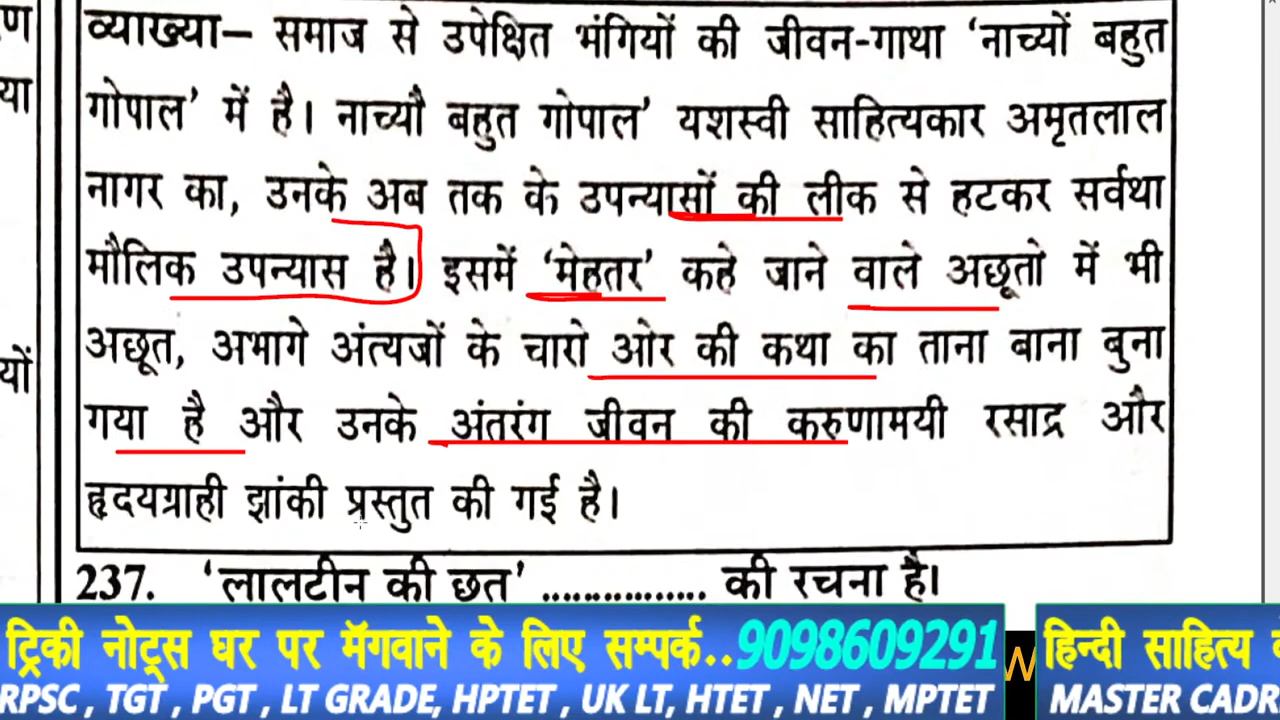 ण
या
यों
व्याख्या– समाज से उपेक्षित भंगियों की जीवन-गाथा ‘नाच्यों बहुत
गोपाल’ में है। नाच्यौ बहुत गोपाल’ यशस्वी साहित्यकार अमृतलाल
नागर का, उनके अब तक के उपन्यासों की लीक से हटकर सर्वथा
मौलिक उपन्यास है। इसमें ‘मेहतर’ कहे जाने वाले अछूतो में भी
अछूत, अभागे अंत्यजों के चारो ओर की कथा का ताना बाना बुना
गया है और उनके अंतरंग जीवन की करुणामयी रसाद्र और
हृदयग्राही झांकी प्रस्तुत की गई है।
237. ‘लालटीन की छत’ ............... की रचना है।
ट्रिकी नोट्स घर पर मँगवाने के लिए सम्पर्क..9098609291
W
हिन्दी साहित्य
RPSC , TGT , PGT , LT GRADE, HPTET , UK LT, HTET , NET , MPTET
MASTER CADR